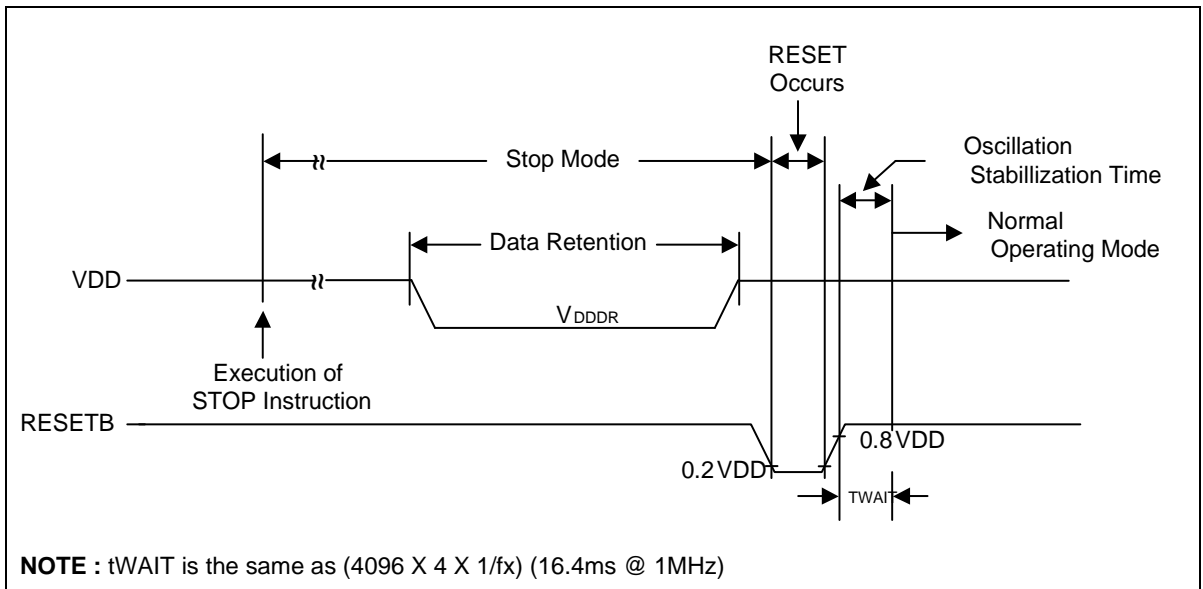 RESET
Occurs
Oscillation
Stabillization Time
Stop Mode
Normal
Operating Mode
Data Retention
VDD
VDDDR
Execution of
STOP Instruction
RESETB
0.8VDD
0.2VDD
TWAIT
NOTE : tWAIT is the same as (4096 X 4 X 1/fx) (16.4ms @ 1MHz)